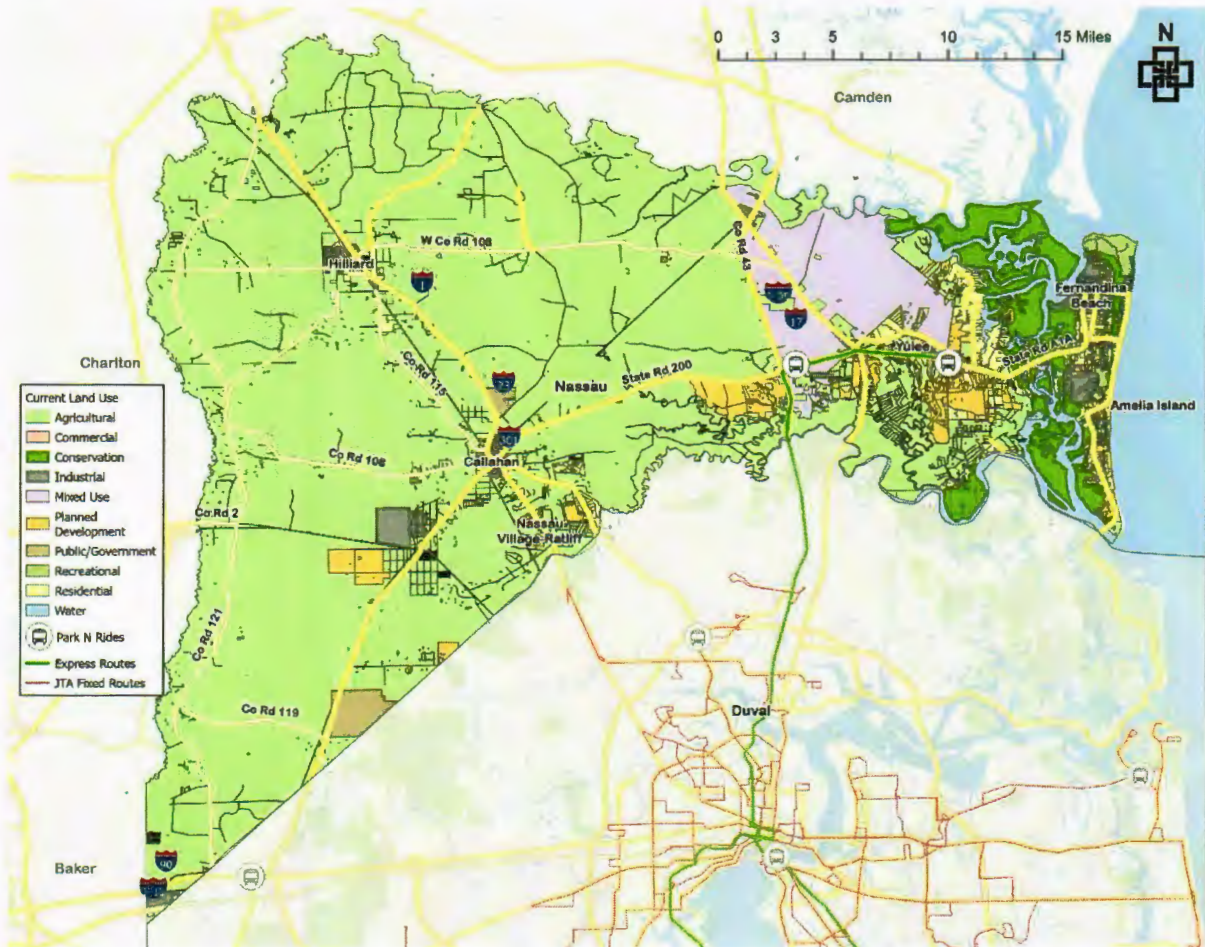 0 3 5 10 15 Miles
N
Camden
W Co Rd 108
Co Rd 43
Hilliard
1
17
Fernandina
Beach
Yulee
State Rd A1A
Charlton
Co Rd 115
23
Nassau
State Rd 200
Amelia Island
301
Callahan
Co Rd 108
Co Rd 2
Nassau
Village-Ratliff
Co Rd 121
Co Rd 119
Duval
Baker
90
Current Land Use
Agricultural
Commercial
Conservation
Industrial
Mixed Use
Planned
Development
Public/Government
Recreational
Residential
Water
Park N Rides
Express Routes
JTA Fixed Routes